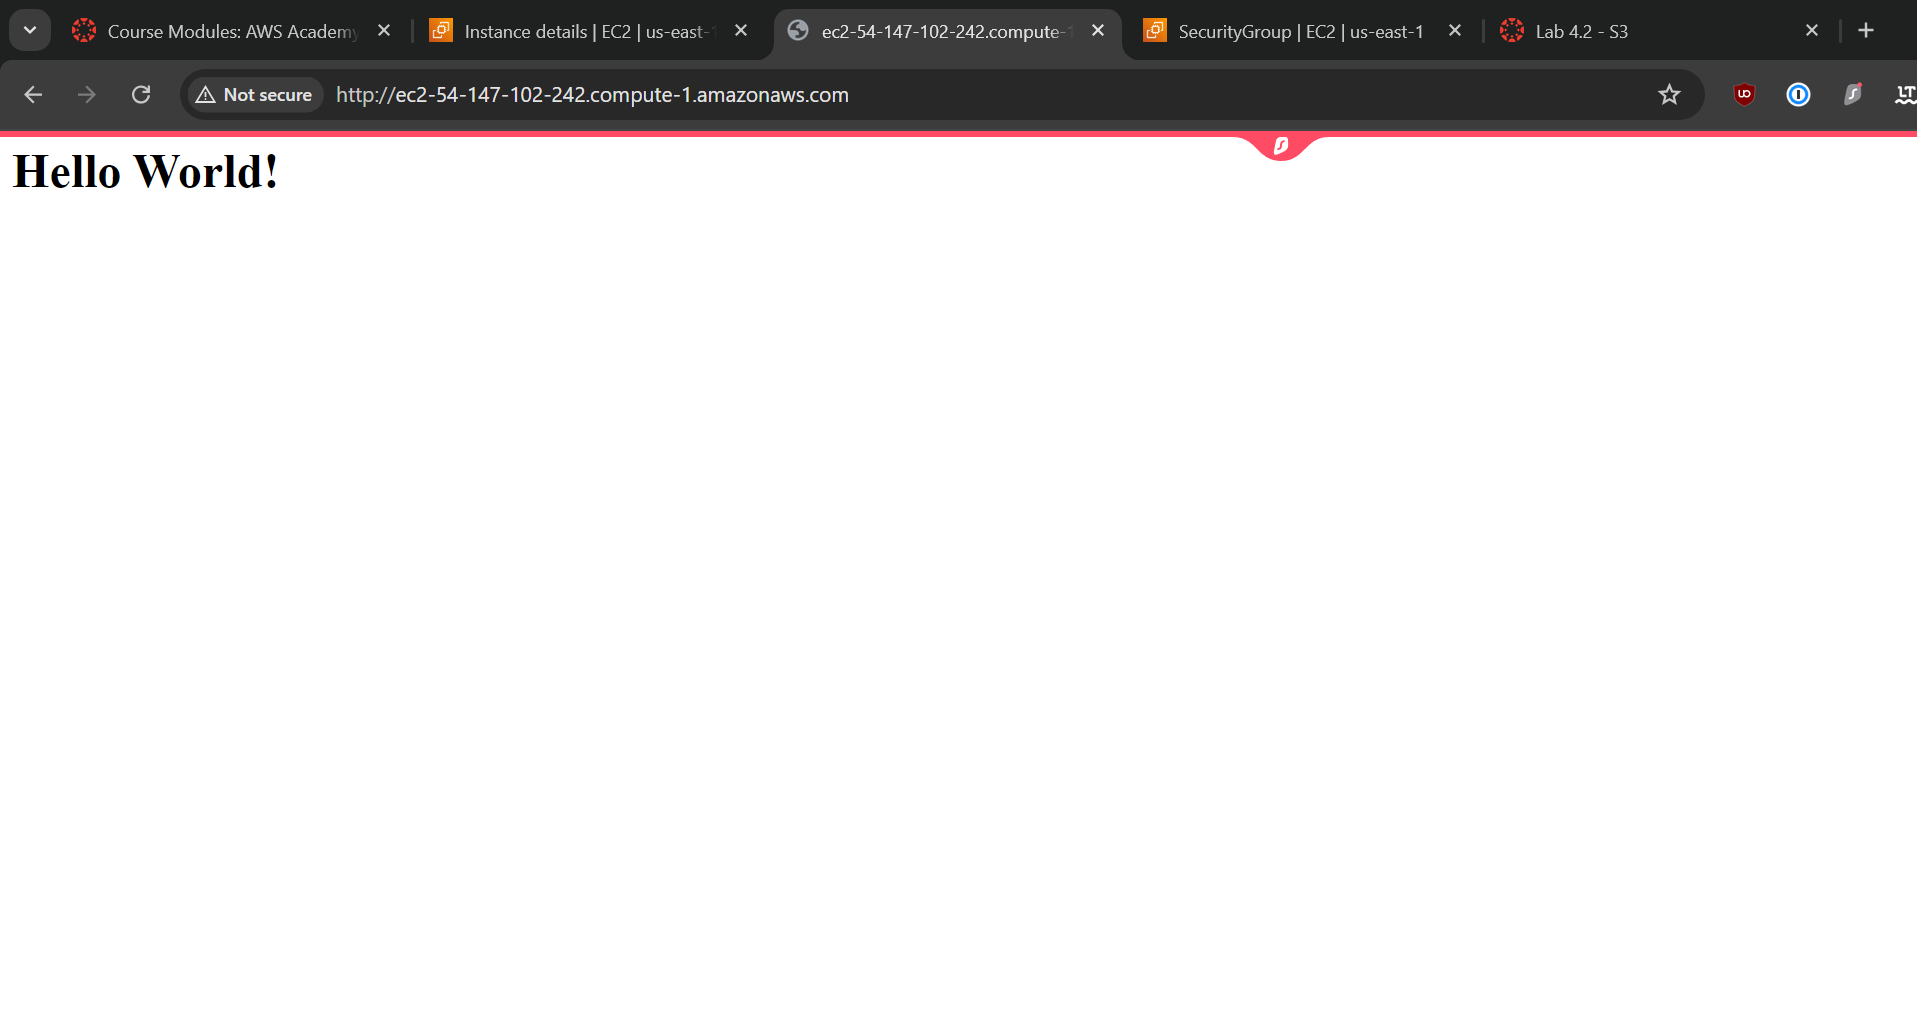 Course Modules: AWS Academy
Instance details | EC2 | us-east-1
ec2-54-147-102-242.compute-1
SecurityGroup | EC2 | us-east-1
Lab 4.2 - S3
Not secure
http://ec2-54-147-102-242.compute-1.amazonaws.com
Hello World!